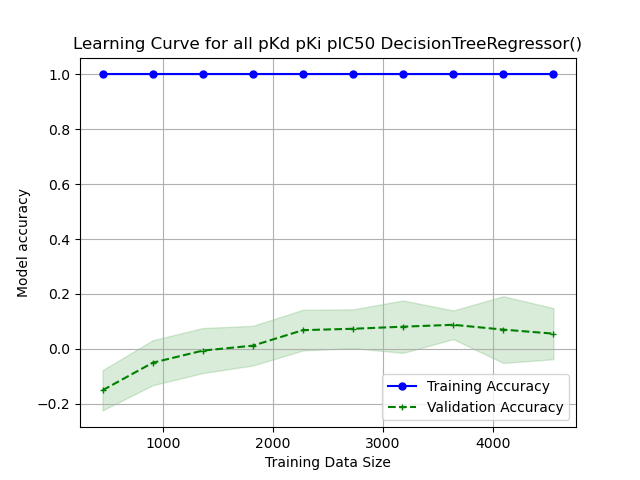 Learning Curve for all pKd pKi pIC50 DecisionTreeRegressor()
1.0
0.8
0.6
0.4
0.2
0.0
−0.2
Model accuracy
Training Accuracy
Validation Accuracy
1000 2000 3000 4000
Training Data Size